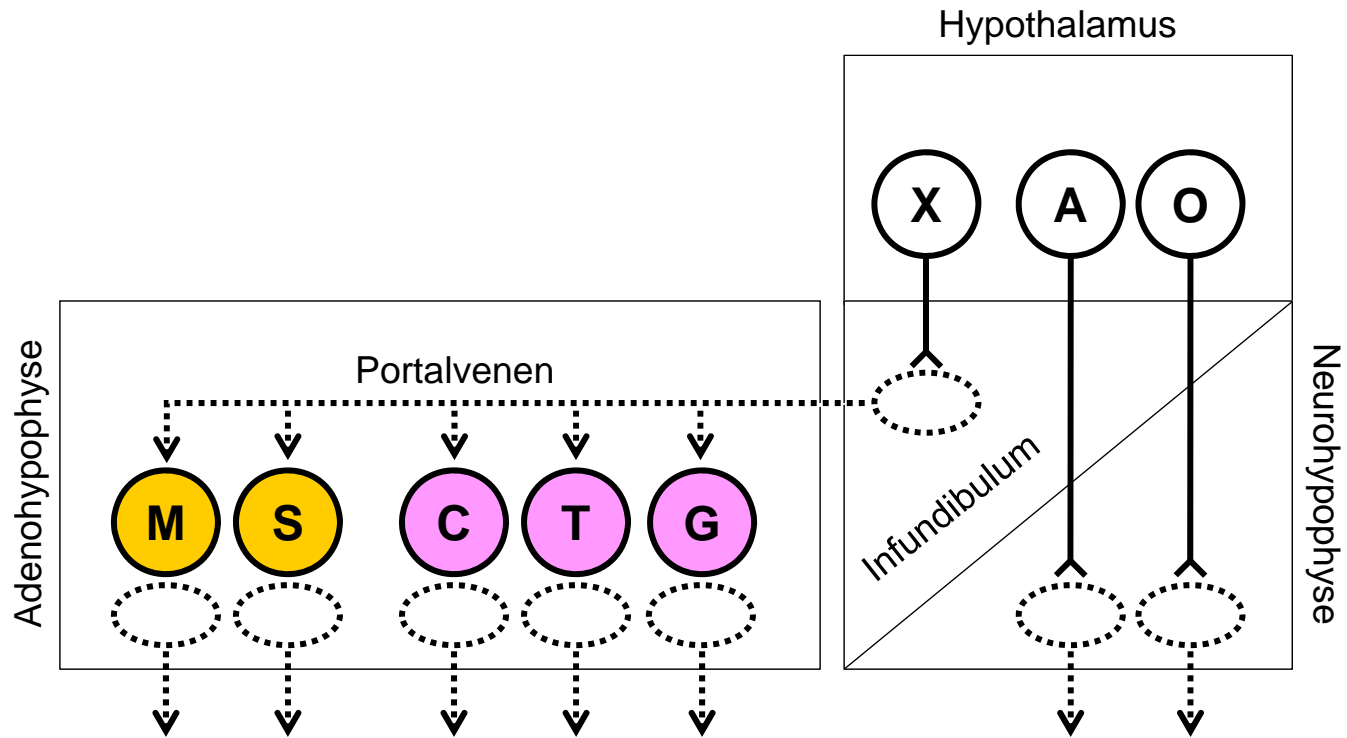 Hypothalamus
X A O
Adenohypophyse
Portalvenen
M S C T G
Infundibulum
Neurohypophyse